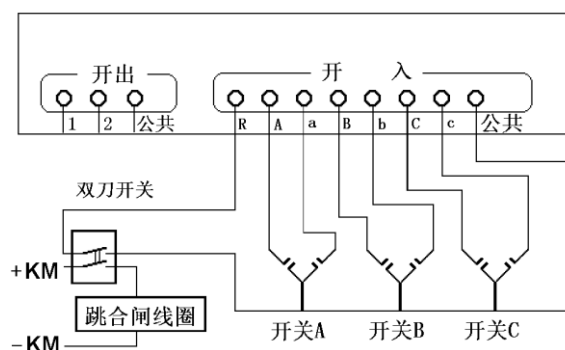 开出 开 入
1 2 公共 R A a B b C c 公共
双刀开关
+KM
跳合闸线圈
-KM 开关A 开关B 开关C